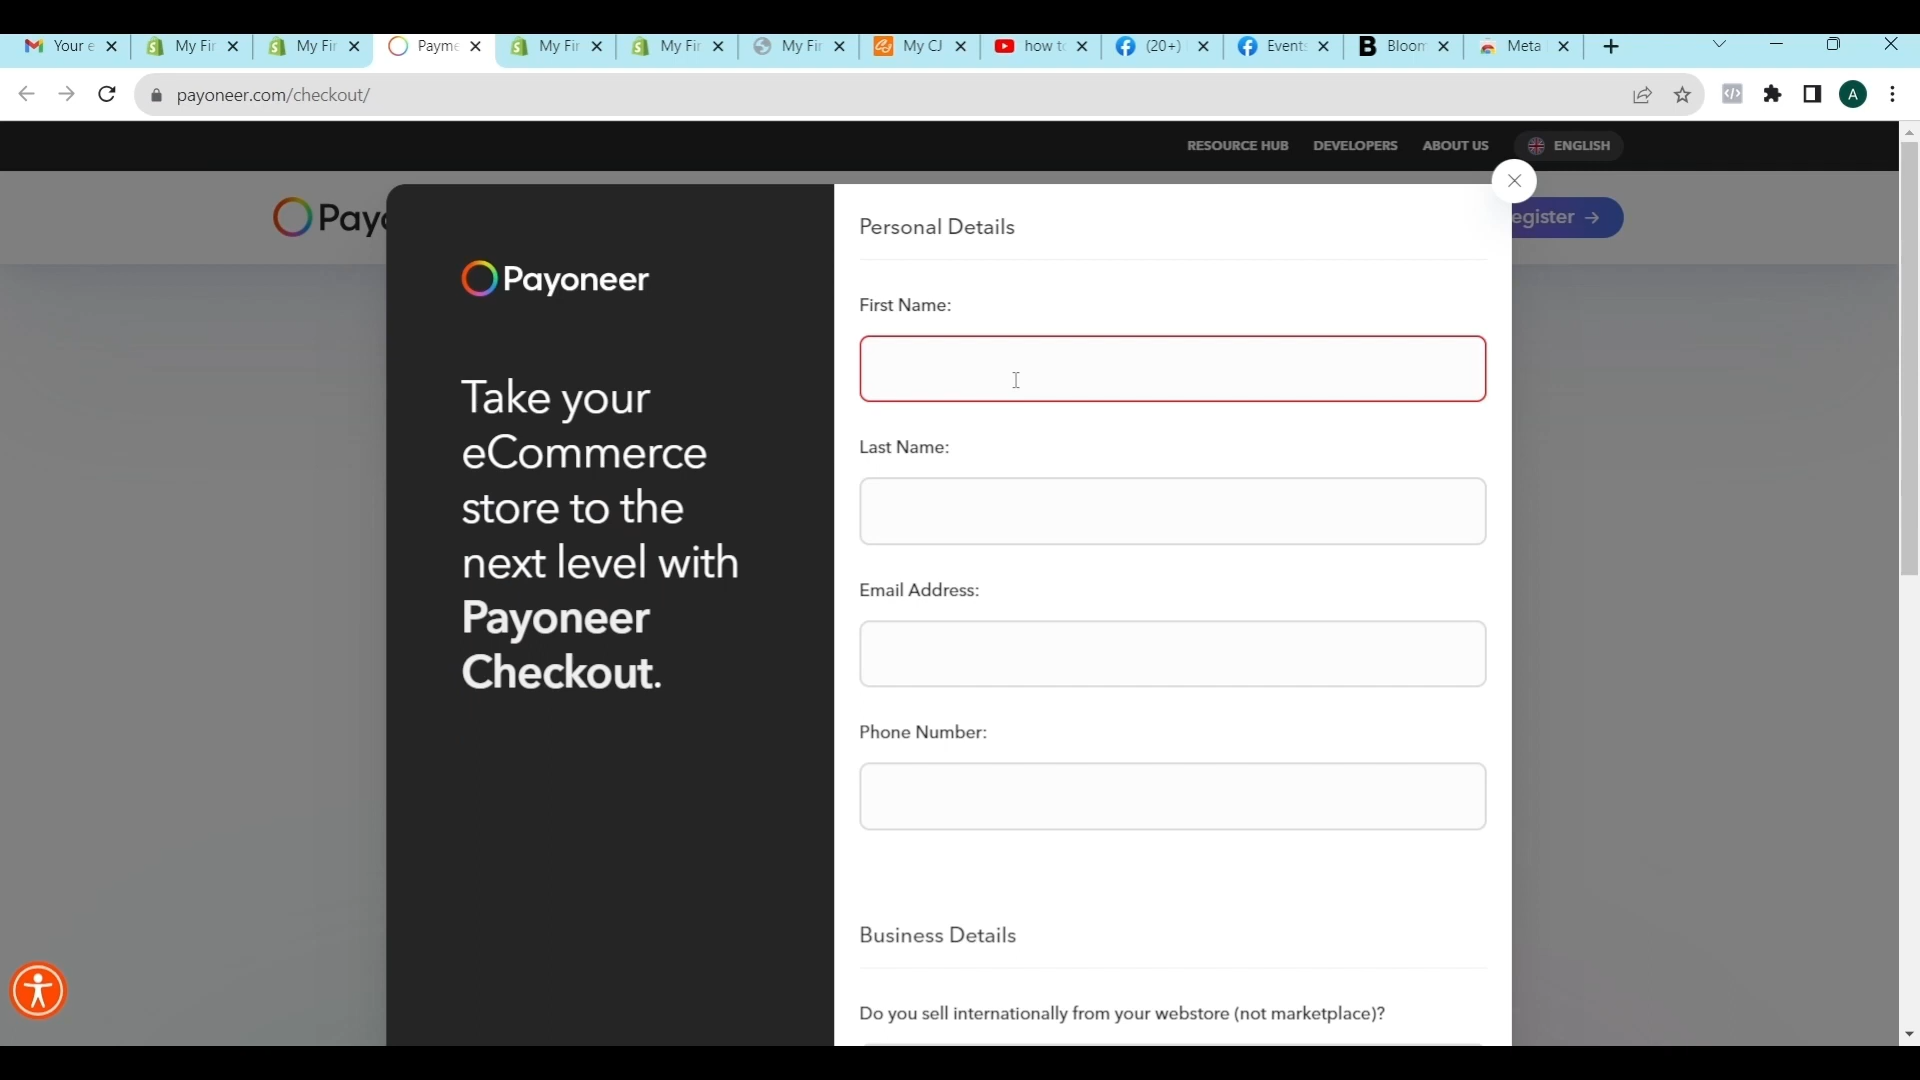 Your e
My Fir
My Fir
Payme
My Fir
My Fir
My Fir
My CJ
how to
(20+)
Events
Bloom
Meta
payoneer.com/checkout/
A
RESOURCE HUB
DEVELOPERS
ABOUT US
ENGLISH
egister →
Payoneer
Take your
eCommerce
store to the
next level with
Payoneer
Checkout.
Personal Details
First Name:
Last Name:
Email Address:
Phone Number:
Business Details
Do you sell internationally from your webstore (not marketplace)?